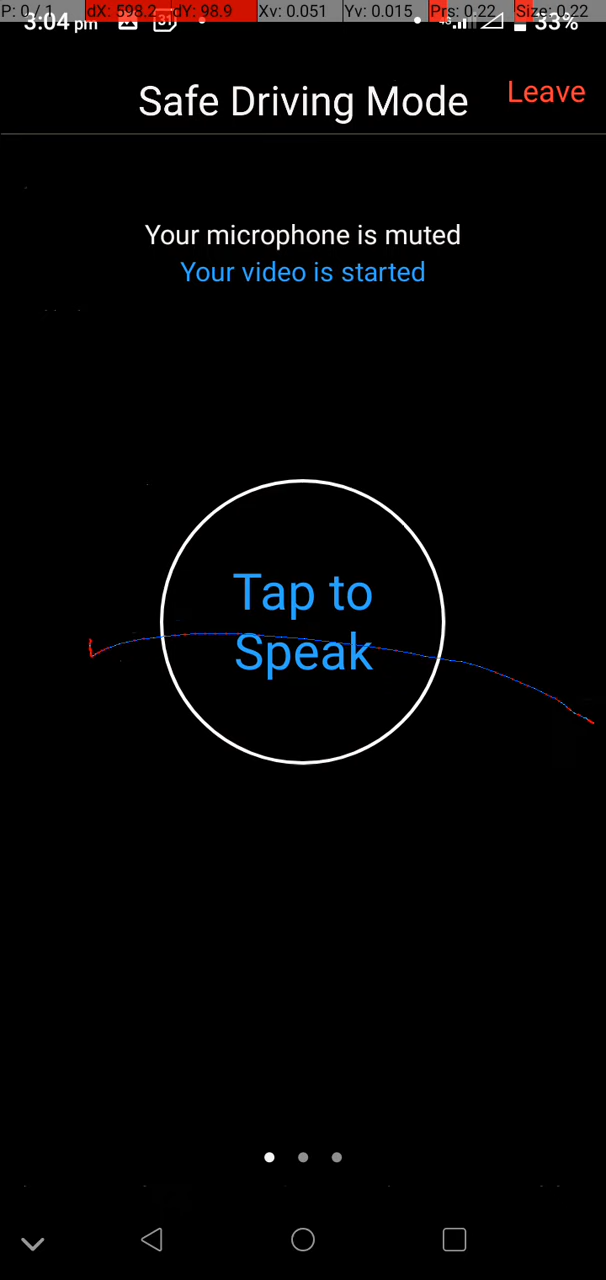 P: 0 / 1 dX: 598.2 dY: 98.9 Xv: 0.051 Yv: 0.015 Prs: 0.22 Size: 0.22
3:04 pm 31 4G 33%
Safe Driving Mode Leave
Your microphone is muted
Your video is started
Tap to
Speak